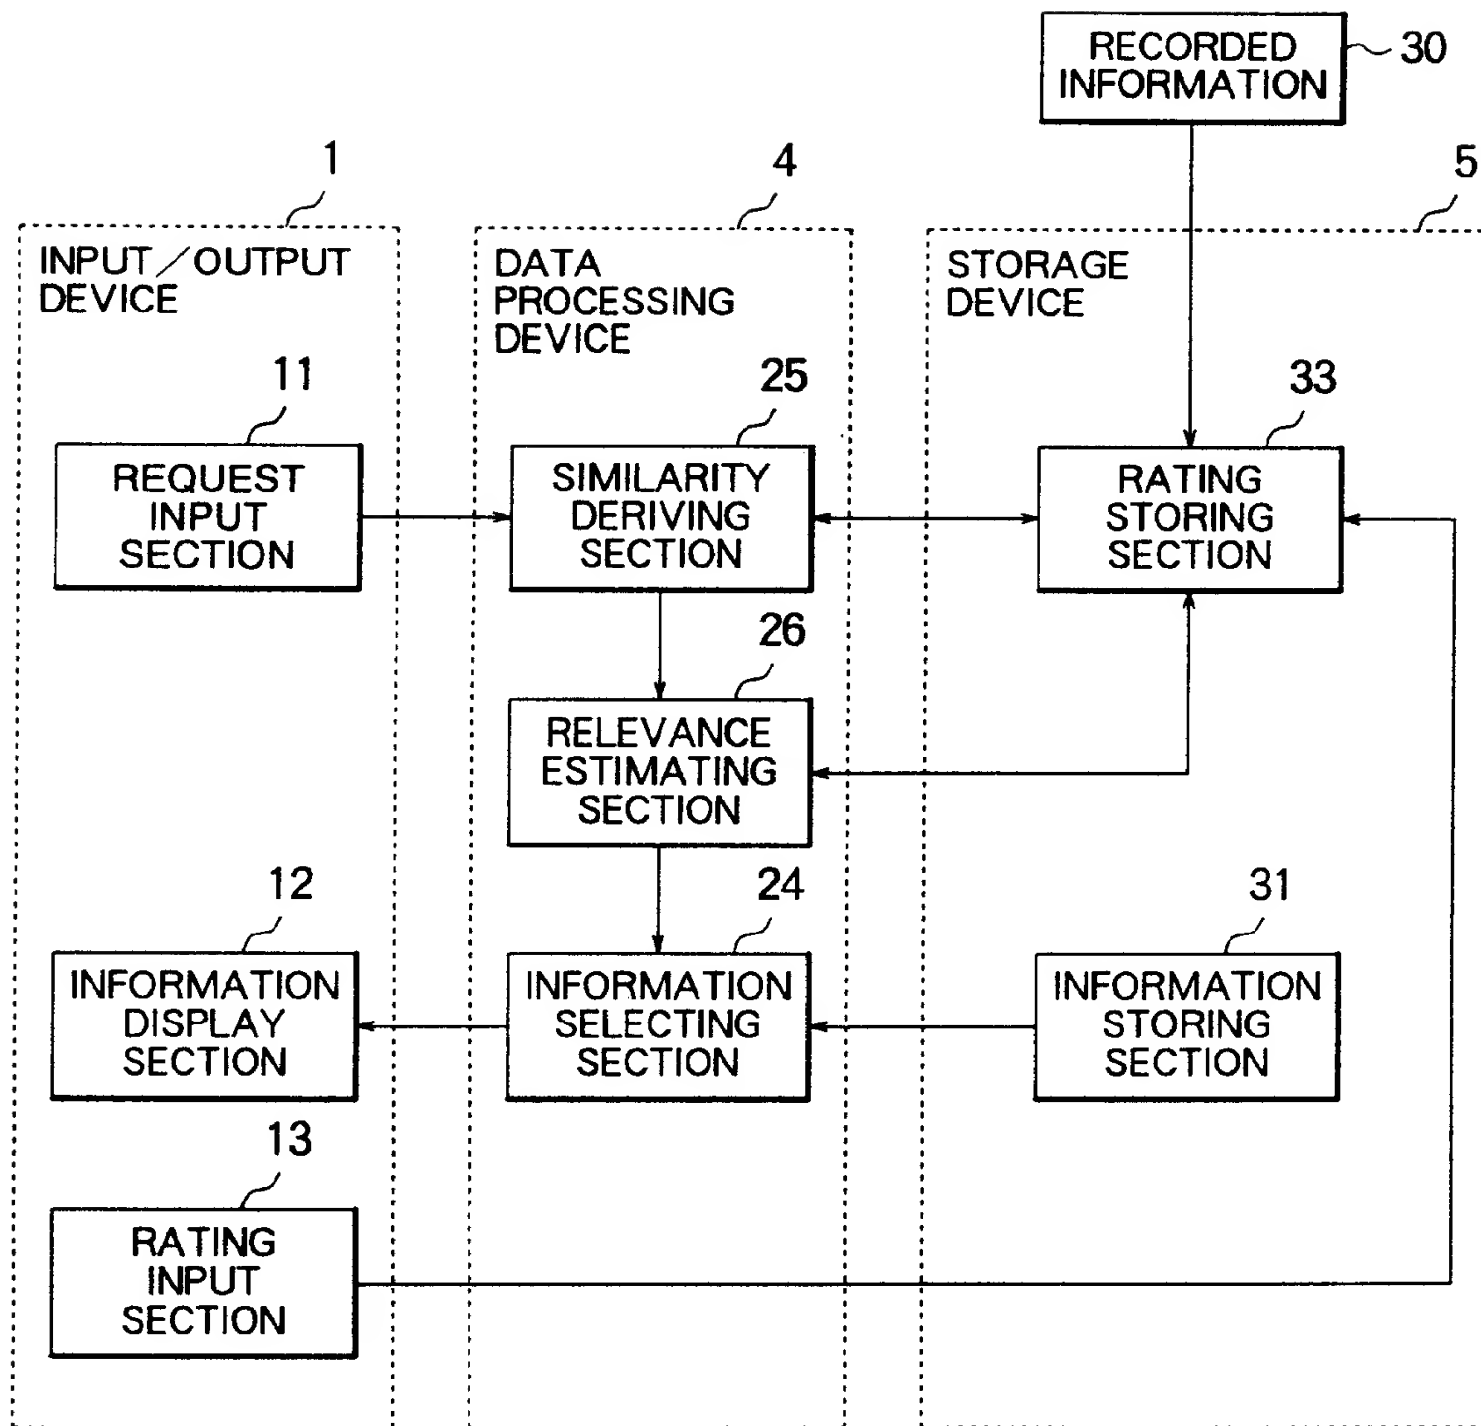 RECORDED
INFORMATION
30
1
4
5
INPUT/OUTPUT
DEVICE
DATA
PROCESSING
DEVICE
STORAGE
DEVICE
11
REQUEST
INPUT
SECTION
25
SIMILARITY
DERIVING
SECTION
33
RATING
STORING
SECTION
26
RELEVANCE
ESTIMATING
SECTION
12
INFORMATION
DISPLAY
SECTION
24
INFORMATION
SELECTING
SECTION
31
INFORMATION
STORING
SECTION
13
RATING
INPUT
SECTION